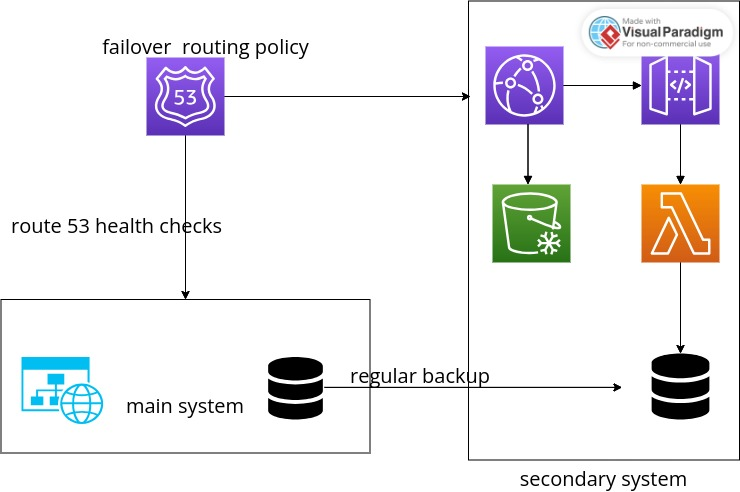 Made with
Visual Paradigm
For non-commercial use
failover  routing policy
53
</>
route 53 health checks
regular backup
main system
secondary system